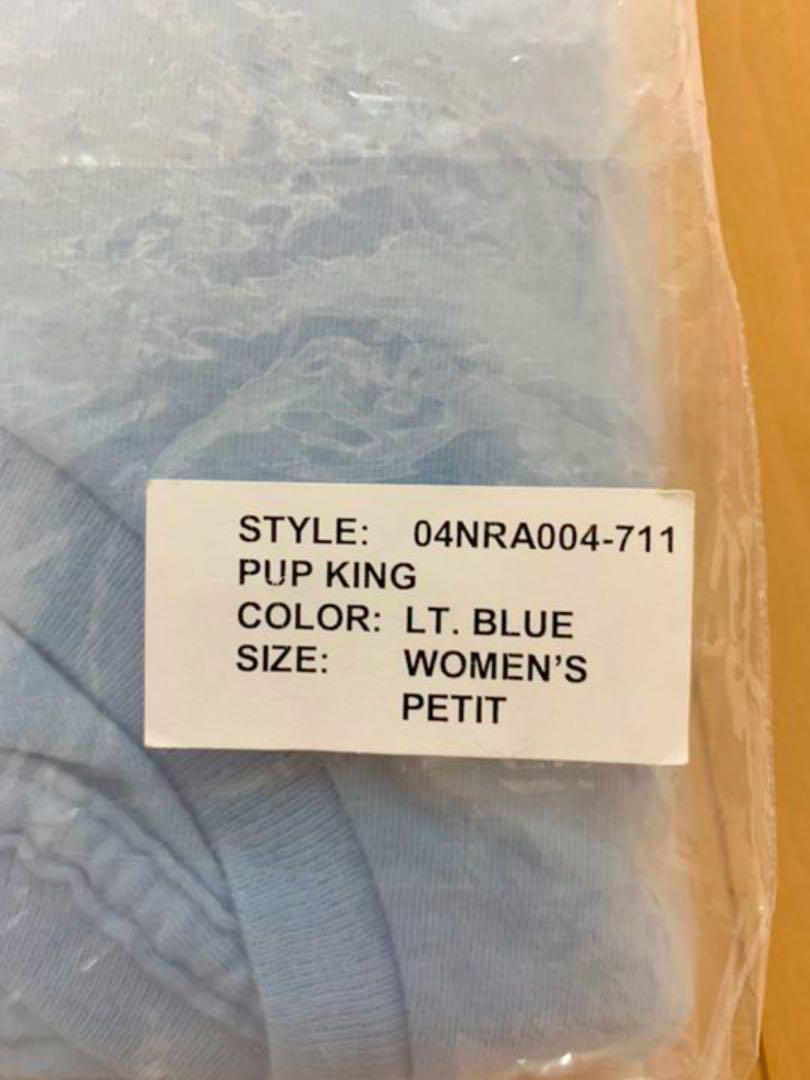 STYLE: 04NRA004-711
PUP KING
COLOR: LT. BLUE
SIZE: WOMEN'S
PETIT